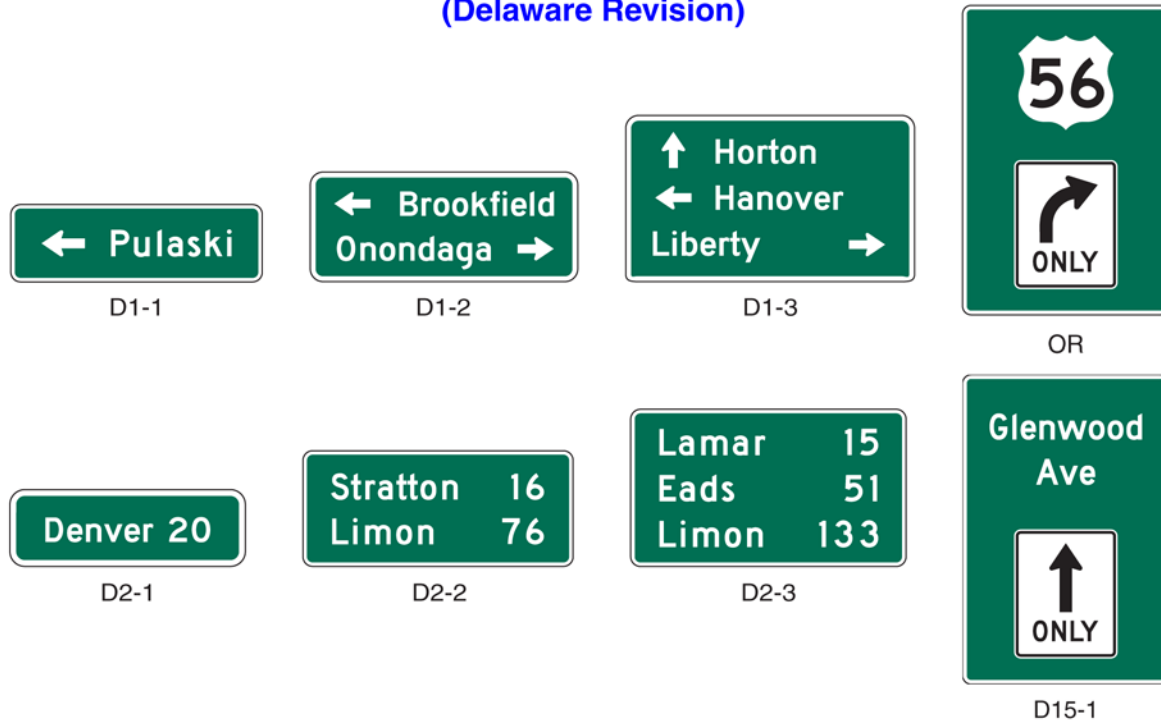 (Delaware Revision)
← Pulaski
D1-1
← Brookfield
Onondaga →
D1-2
↑ Horton
← Hanover
Liberty →
D1-3
56
ONLY
OR
Denver 20
D2-1
Stratton 16
Limon 76
D2-2
Lamar 15
Eads 51
Limon 133
D2-3
Glenwood
Ave
ONLY
D15-1